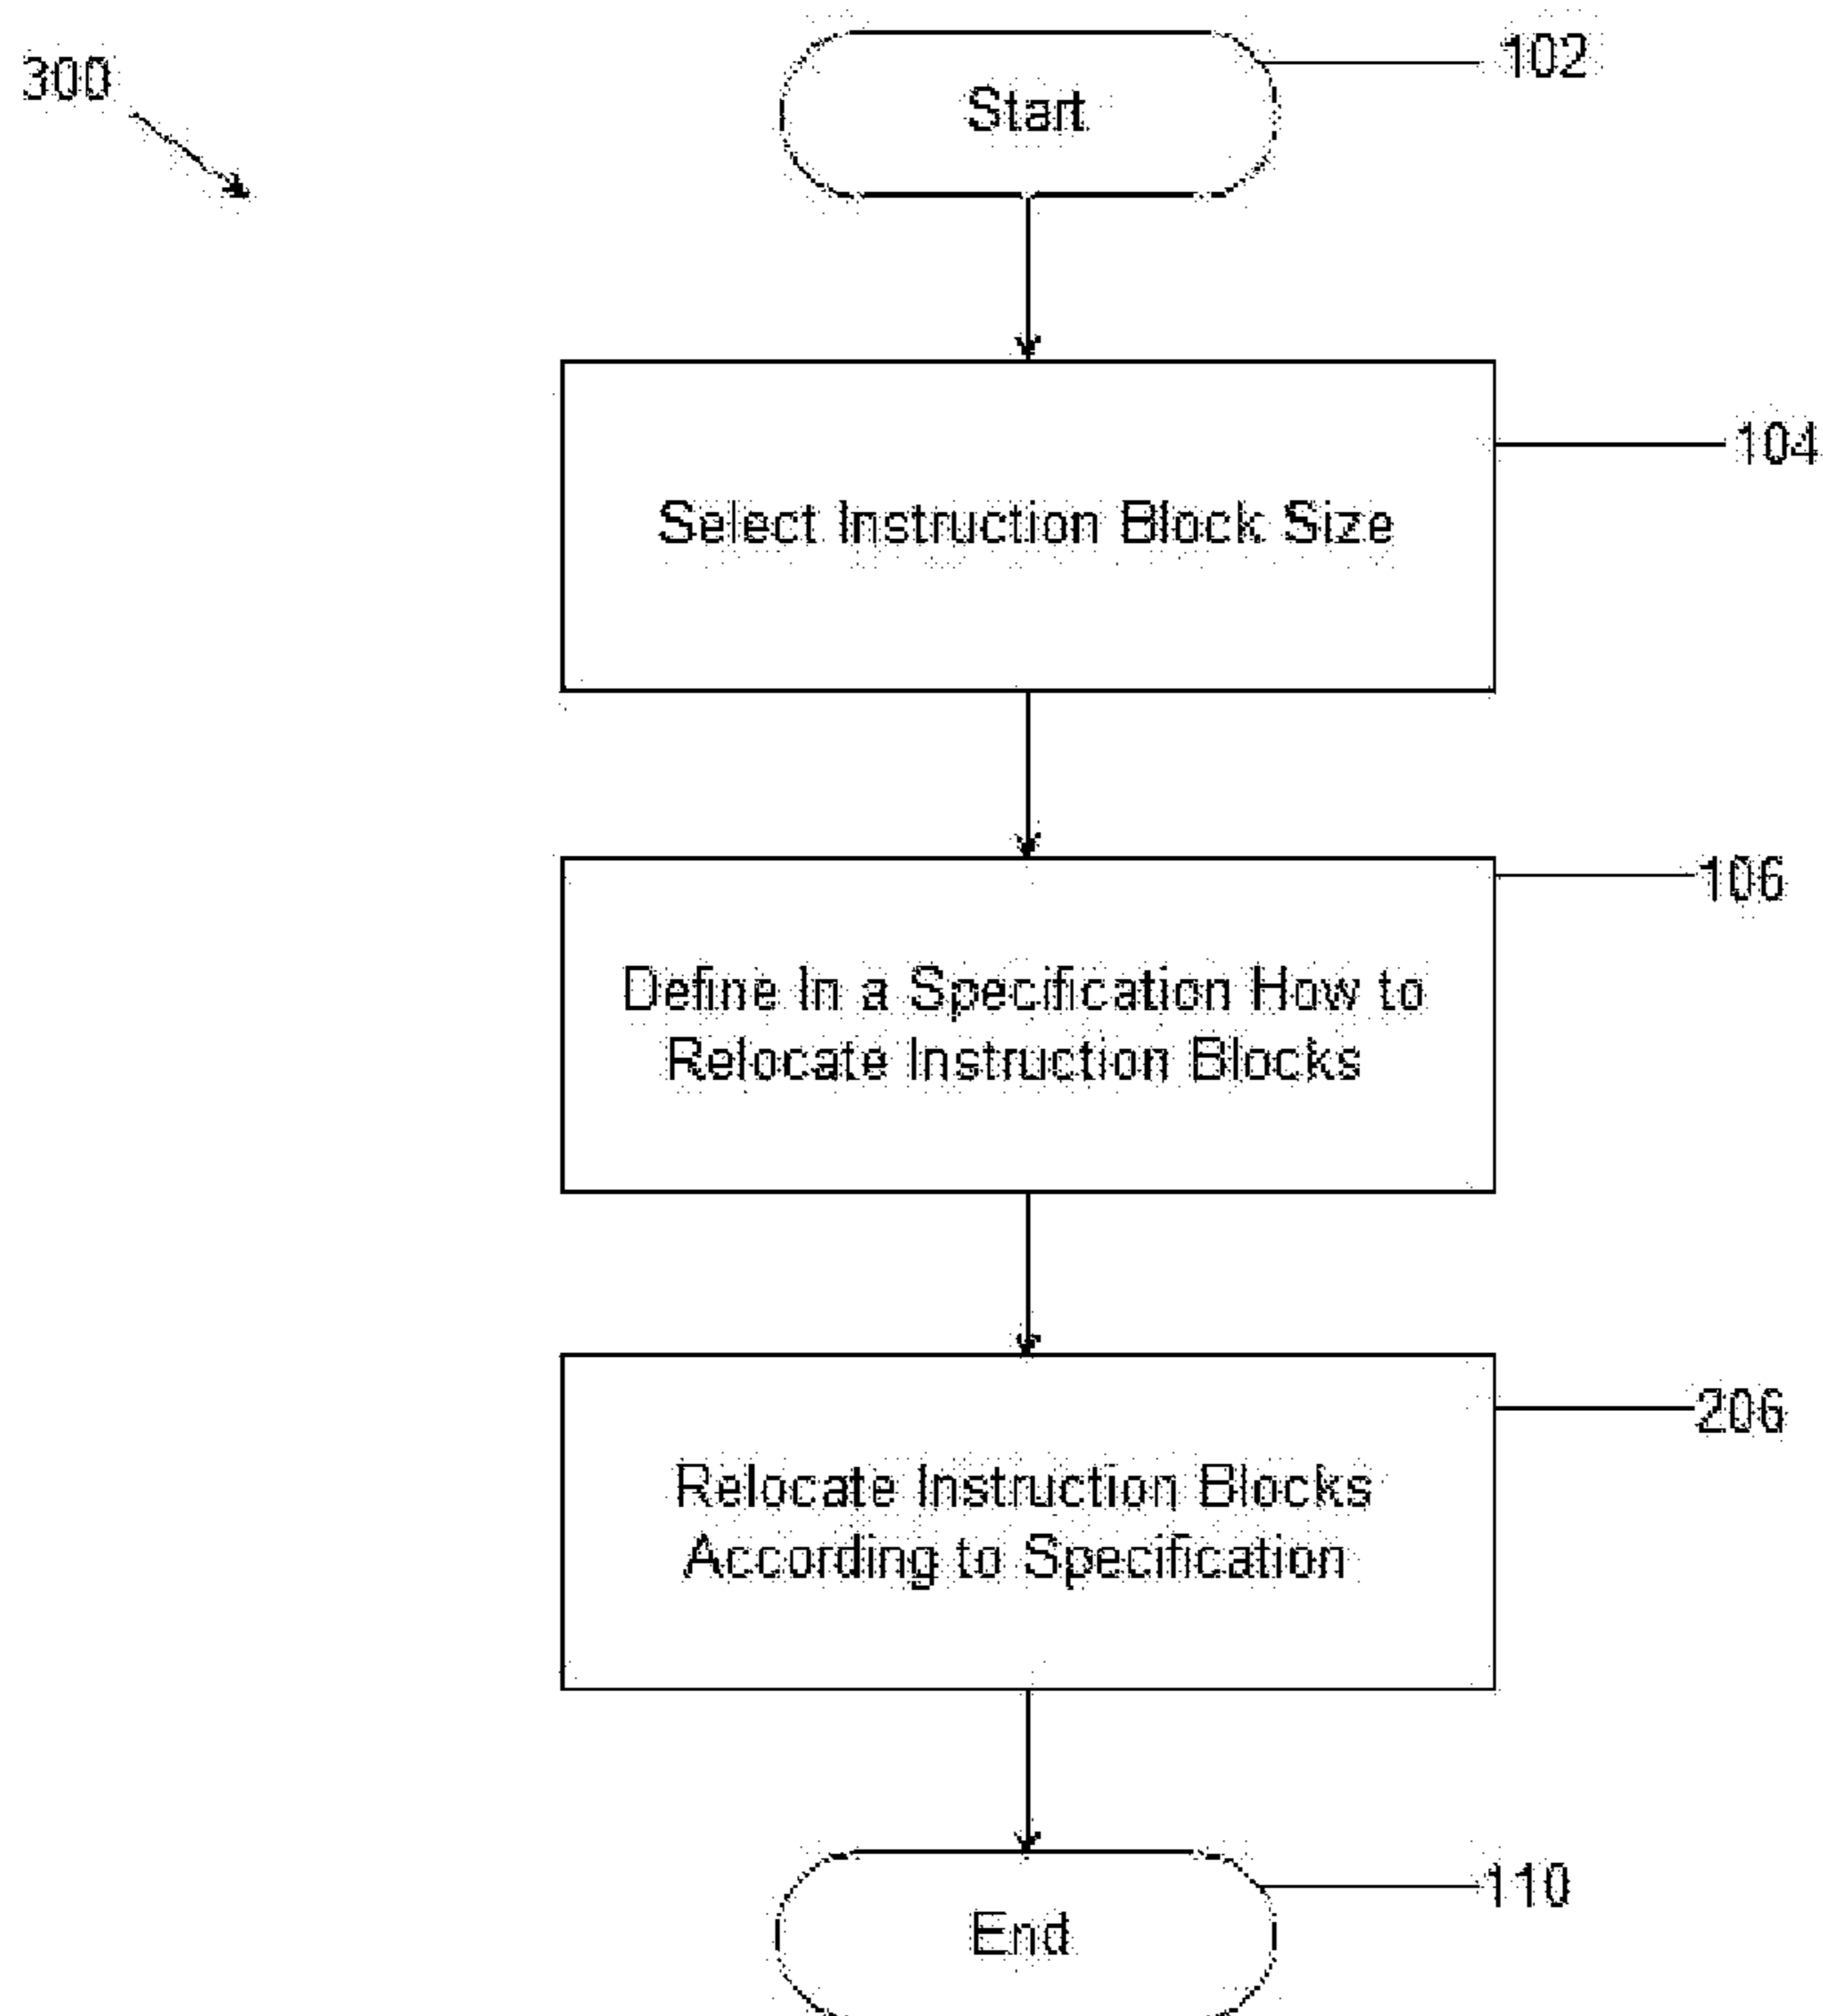 300
Start
102
Select Instruction Block Size
104
Define In a Specification How to
Relocate Instruction Blocks
106
Relocate Instruction Blocks
According to Specification
206
End
110